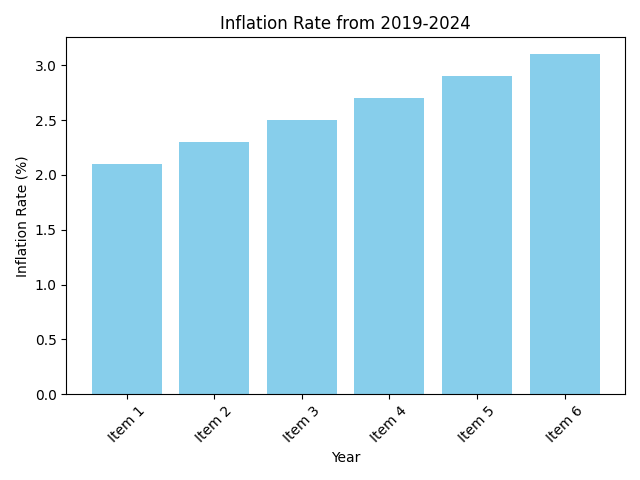 Inflation Rate from 2019-2024
Inflation Rate (%)
3.0
2.5
2.0
1.5
1.0
0.5
0.0
Item 1
Item 2
Item 3
Item 4
Item 5
Item 6
Year